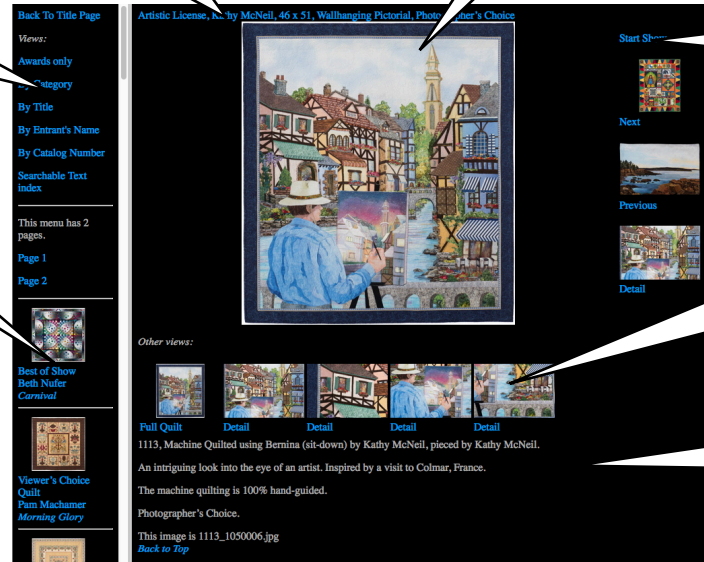 Back To Title Page
Views:
Awards only
By Category
By Title
By Entrant's Name
By Catalog Number
Searchable Text
index
This menu has 2
pages.
Page 1
Page 2
Best of Show
Beth Nufer
Carnival
Viewer's Choice
Quilt
Pam Machamer
Morning Glory
Artistic License, Kathy McNeil, 46 x 51, Wallhanging Pictorial, Photographer's Choice
Other views:
Full Quilt
Detail
Detail
Detail
Detail
1113, Machine Quilted using Bernina (sit-down) by Kathy McNeil, pieced by Kathy McNeil.
An intriguing look into the eye of an artist. Inspired by a visit to Colmar, France.
The machine quilting is 100% hand-guided.
Photographer's Choice.
This image is 1113_1050006.jpg
Back to Top
Start Show
Next
Previous
Detail